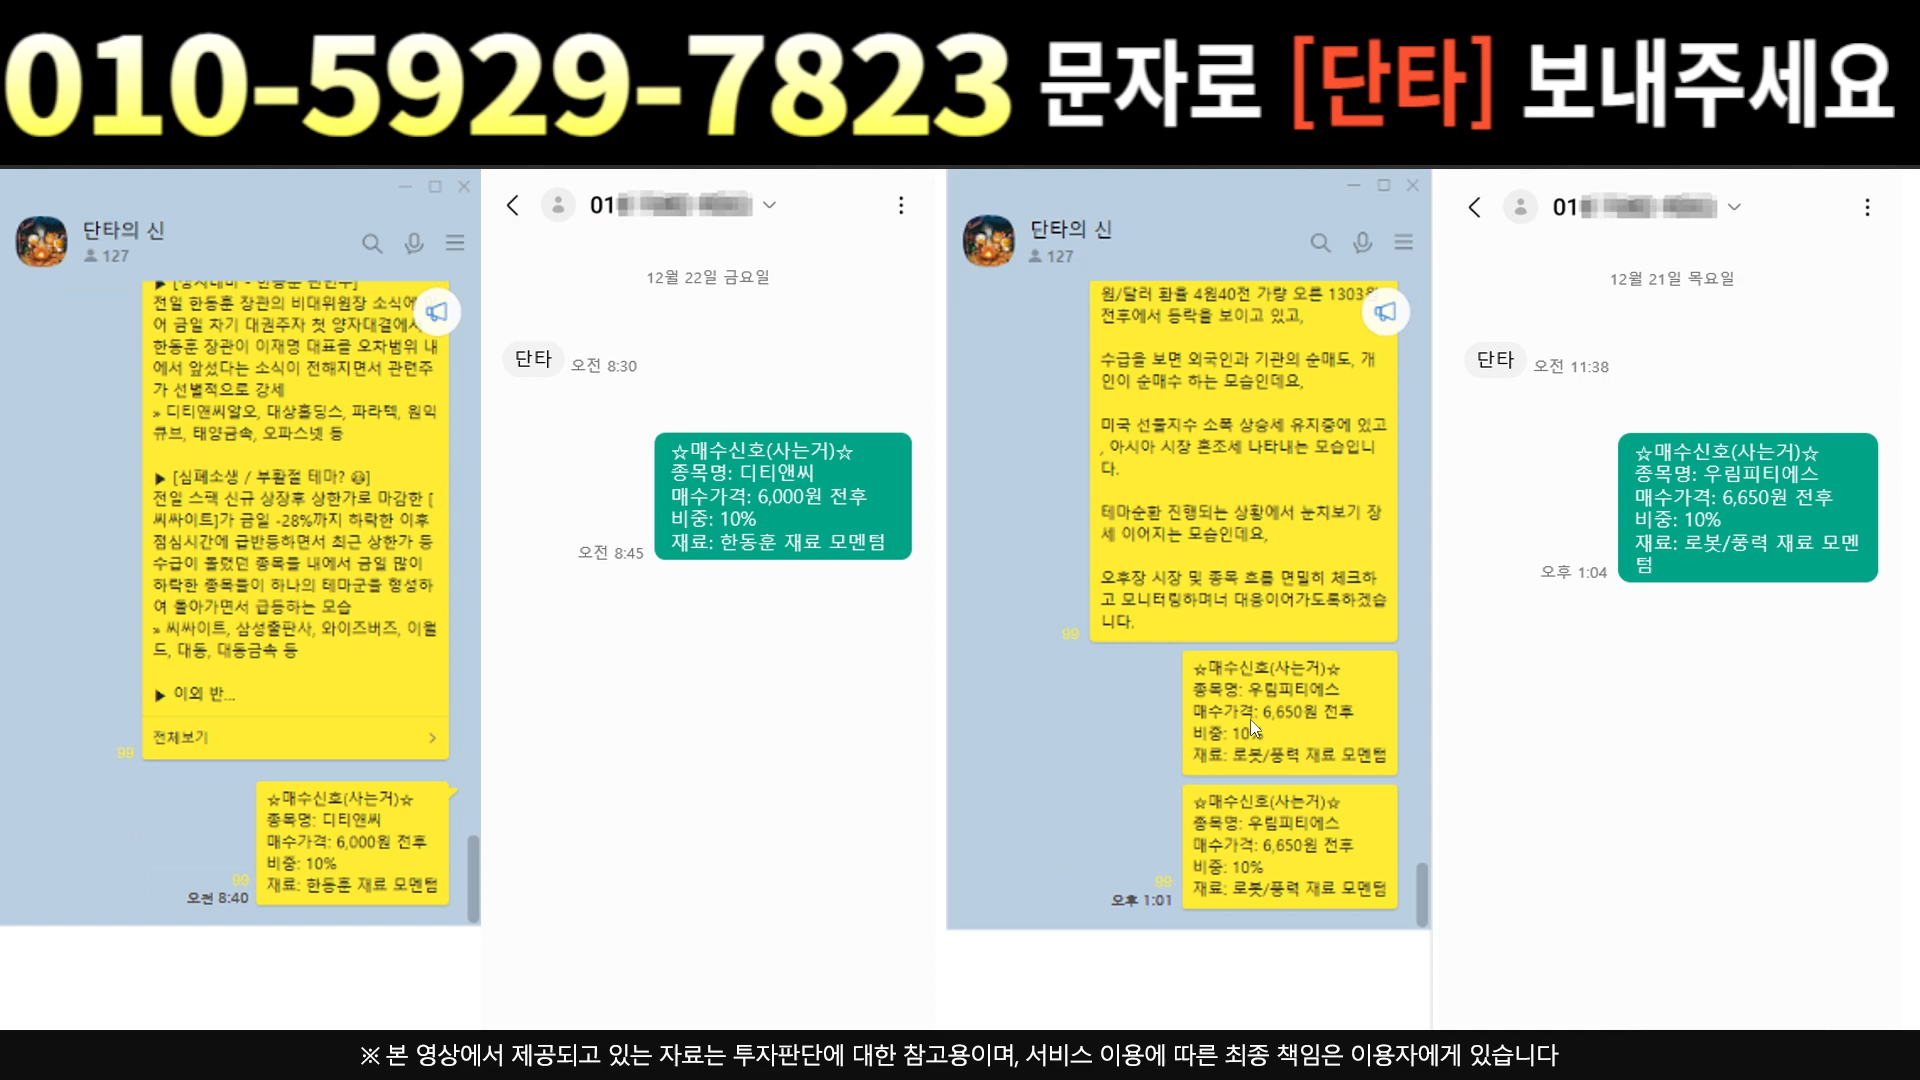 010-5929-7823 문자로 [단타] 보내주세요
단타의 신
127
전일 한동훈 장관의 비대위원장 소식에
어 금일 차기 대권주자 첫 양자대결에서
한동훈 장관이 이재명 대표를 오차범위 내
에서 앞섰다는 소식이 전해지면서 관련주
가 선별적으로 강세
» 디티앤씨알오, 대상홀딩스, 파라텍, 원익
큐브, 태양금속, 오파스넷 등
▶ [심폐소생 / 부활절 테마? 😃]
전일 스팩 신규 상장후 상한가로 마감한 [
씨싸이트]가 금일 -28%까지 하락한 이후
점심시간에 급반등하면서 최근 상한가 등
수급이 몰렸던 종목들 내에서 금일 많이
하락한 종목들이 하나의 테마군을 형성하
여 돌아가면서 급등하는 모습
» 씨싸이트, 삼성출판사, 와이즈버즈, 이월
드, 대동, 대동금속 등
▶ 이외 반...
전체보기
99
☆매수신호(사는거)☆
종목명: 디티앤씨
매수가격: 6,000원 전후
비중: 10%
재료: 한동훈 재료 모멘텀
99
오전 8:40
01
12월 22일 금요일
단타
오전 8:30
☆매수신호(사는거)☆
종목명: 디티앤씨
매수가격: 6,000원 전후
비중: 10%
재료: 한동훈 재료 모멘텀
오전 8:45
단타의 신
127
원/달러 환율 4원40전 가량 오른 1303원
전후에서 등락을 보이고 있고,
수급을 보면 외국인과 기관의 순매도, 개
인이 순매수 하는 모습인데요,
미국 선물지수 소폭 상승세 유지중에 있고
, 아시아 시장 혼조세 나타내는 모습입니
다.
테마순환 진행되는 상황에서 눈치보기 장
세 이어지는 모습인데요,
오후장 시장 및 종목 흐름 면밀히 체크하
고 모니터링하며너 대응이어가도록하겠습
니다.
99
☆매수신호(사는거)☆
종목명: 우림피티에스
매수가격: 6,650원 전후
비중: 10%
재료: 로봇/풍력 재료 모멘텀
☆매수신호(사는거)☆
종목명: 우림피티에스
매수가격: 6,650원 전후
비중: 10%
재료: 로봇/풍력 재료 모멘텀
99
오후 1:01
01
12월 21일 목요일
단타
오전 11:38
☆매수신호(사는거)☆
종목명: 우림피티에스
매수가격: 6,650원 전후
비중: 10%
재료: 로봇/풍력 재료 모멘
텀
오후 1:04
※ 본 영상에서 제공되고 있는 자료는 투자판단에 대한 참고용이며, 서비스 이용에 따른 최종 책임은 이용자에게 있습니다